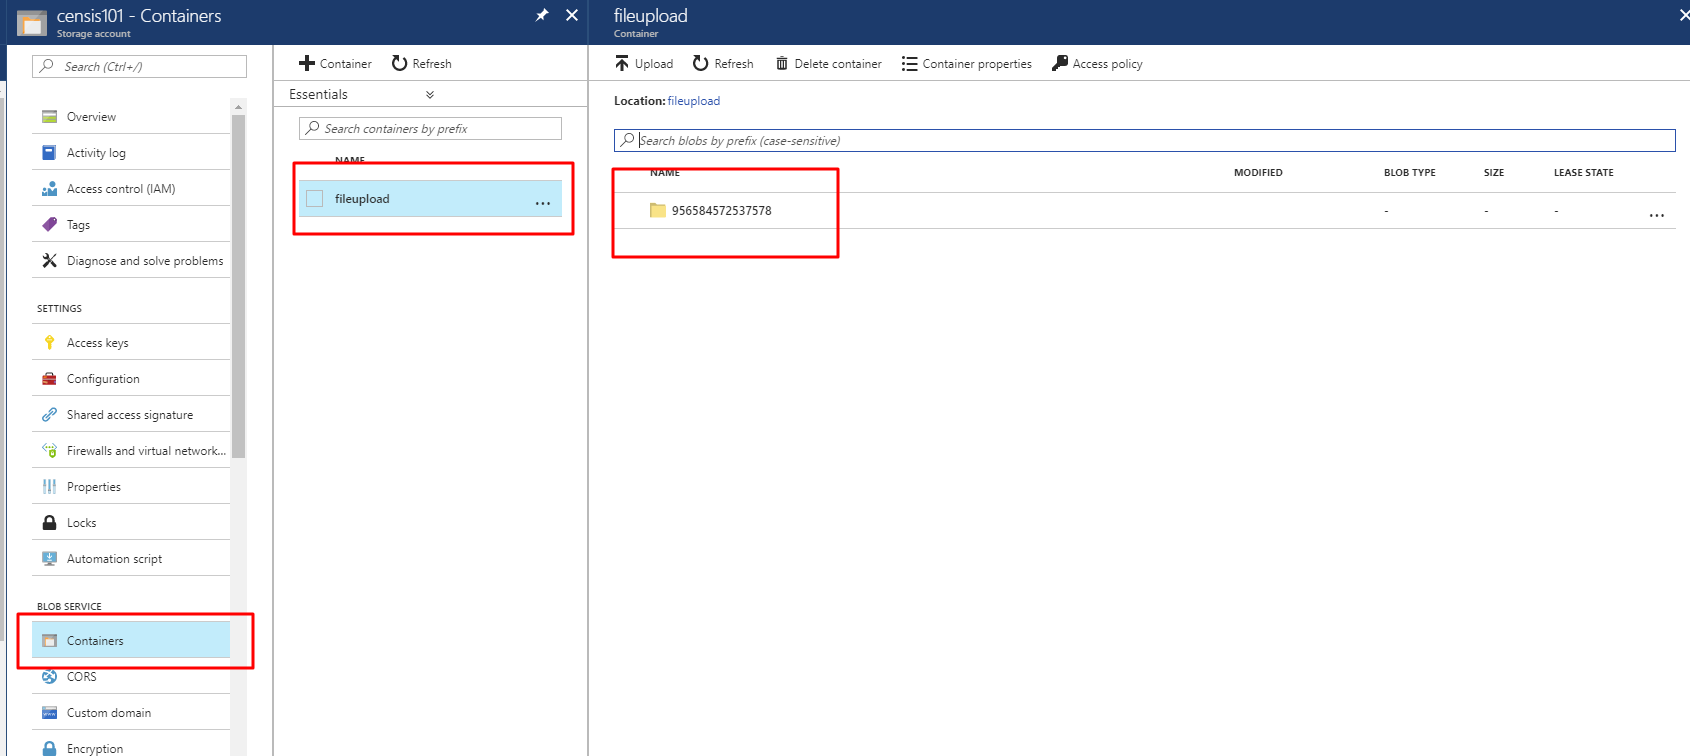 censis101 - Containers
Storage account
Search (Ctrl+/)
Overview
Activity log
Access control (IAM)
Tags
Diagnose and solve problems
SETTINGS
Access keys
Configuration
Shared access signature
Firewalls and virtual network...
Properties
Locks
Automation script
BLOB SERVICE
Containers
CORS
Custom domain
Encryption
Container
Refresh
Essentials
Search containers by prefix
NAME
fileupload
...
fileupload
Container
Upload
Refresh
Delete container
Container properties
Access policy
Location: fileupload
Search blobs by prefix (case-sensitive)
NAME MODIFIED BLOB TYPE SIZE LEASE STATE
956584572537578 - - - ...